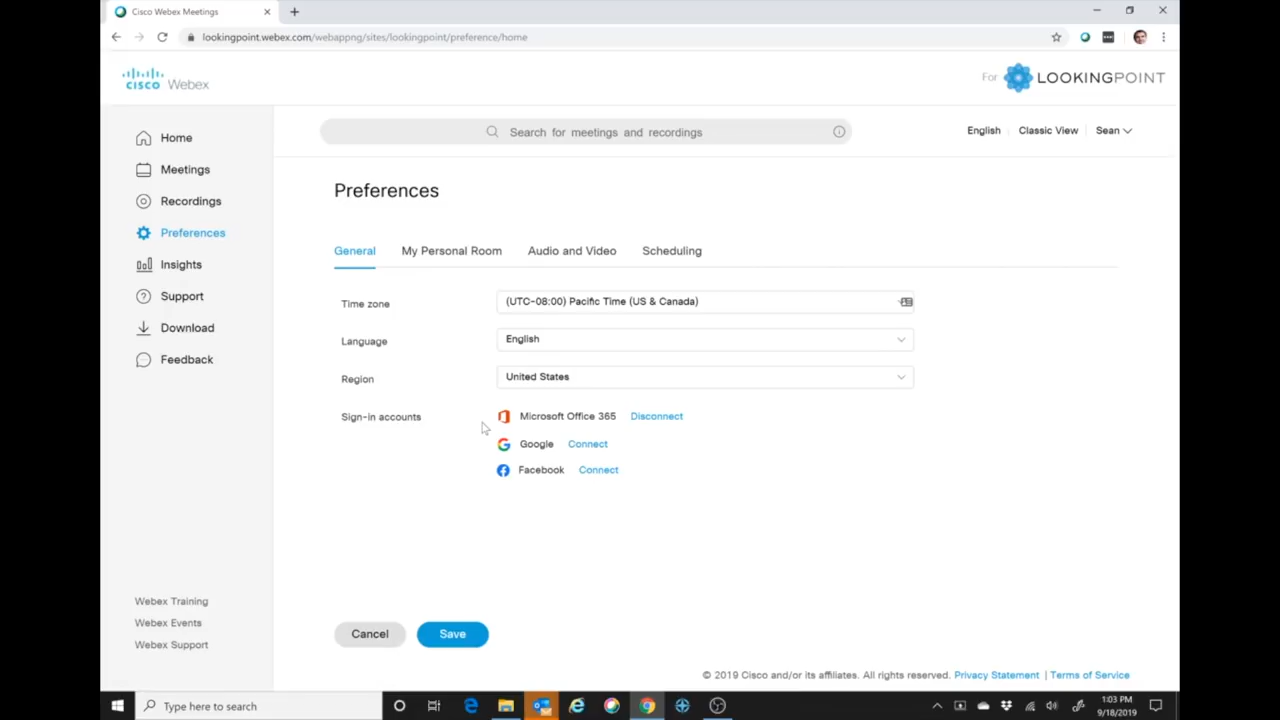 Cisco Webex Meetings
lookingpoint.webex.com/webappng/sites/lookingpoint/preference/home
cisco Webex
For LOOKINGPOINT
Home
Meetings
Recordings
Preferences
Insights
Support
Download
Feedback
Webex Training
Webex Events
Webex Support
Search for meetings and recordings
English Classic View Sean
Preferences
General My Personal Room Audio and Video Scheduling
Time zone (UTC-08:00) Pacific Time (US & Canada)
Language English
Region United States
Sign-in accounts Microsoft Office 365 Disconnect
Google Connect
Facebook Connect
Cancel Save
© 2019 Cisco and/or its affiliates. All rights reserved. Privacy Statement | Terms of Service
Type here to search
1:03 PM
9/18/2019